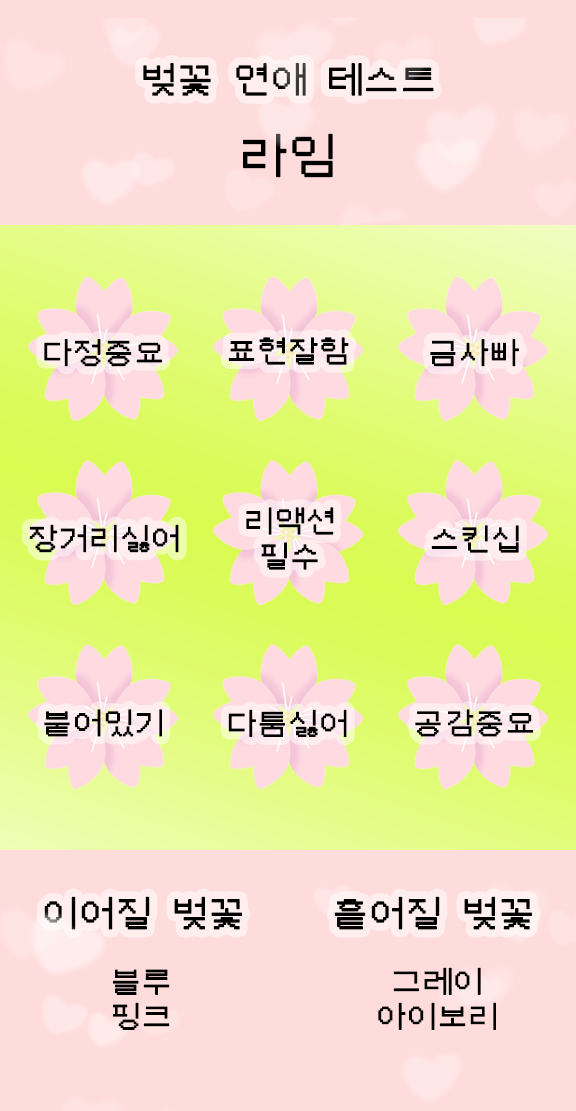 벚꽃 연애 테스트
라임
다정중요 표현잘함 금사빠
장거리싫어 리액션 필수 스킨십
붙어있기 다툼싫어 공감중요
이어질 벚꽃 흩어질 벚꽃
블루 그레이
핑크 아이보리